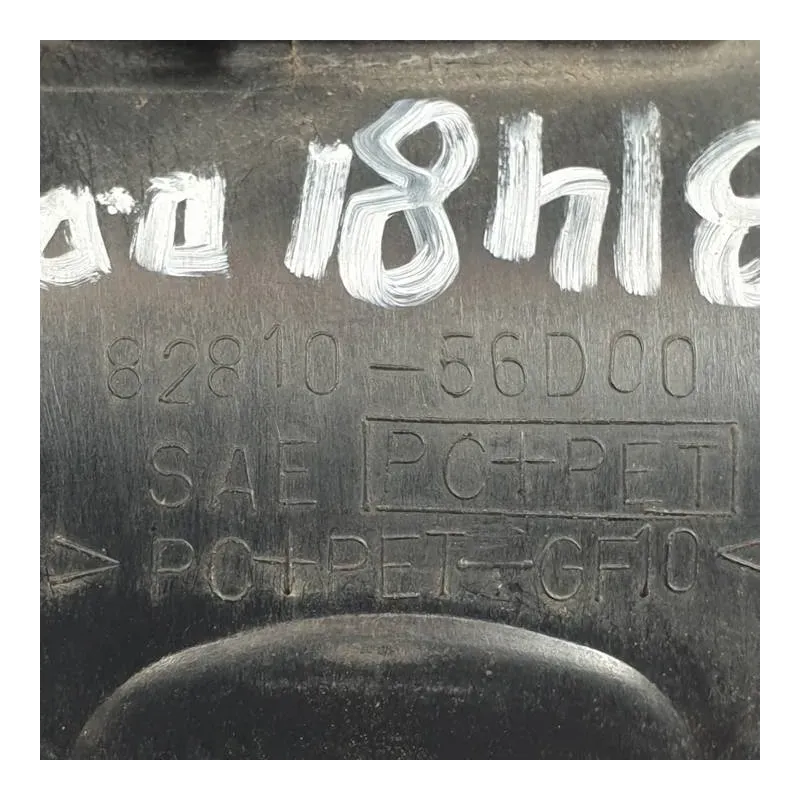 18h18
82810-56D00
SAE PC+PET
>PC+PET-GF10<